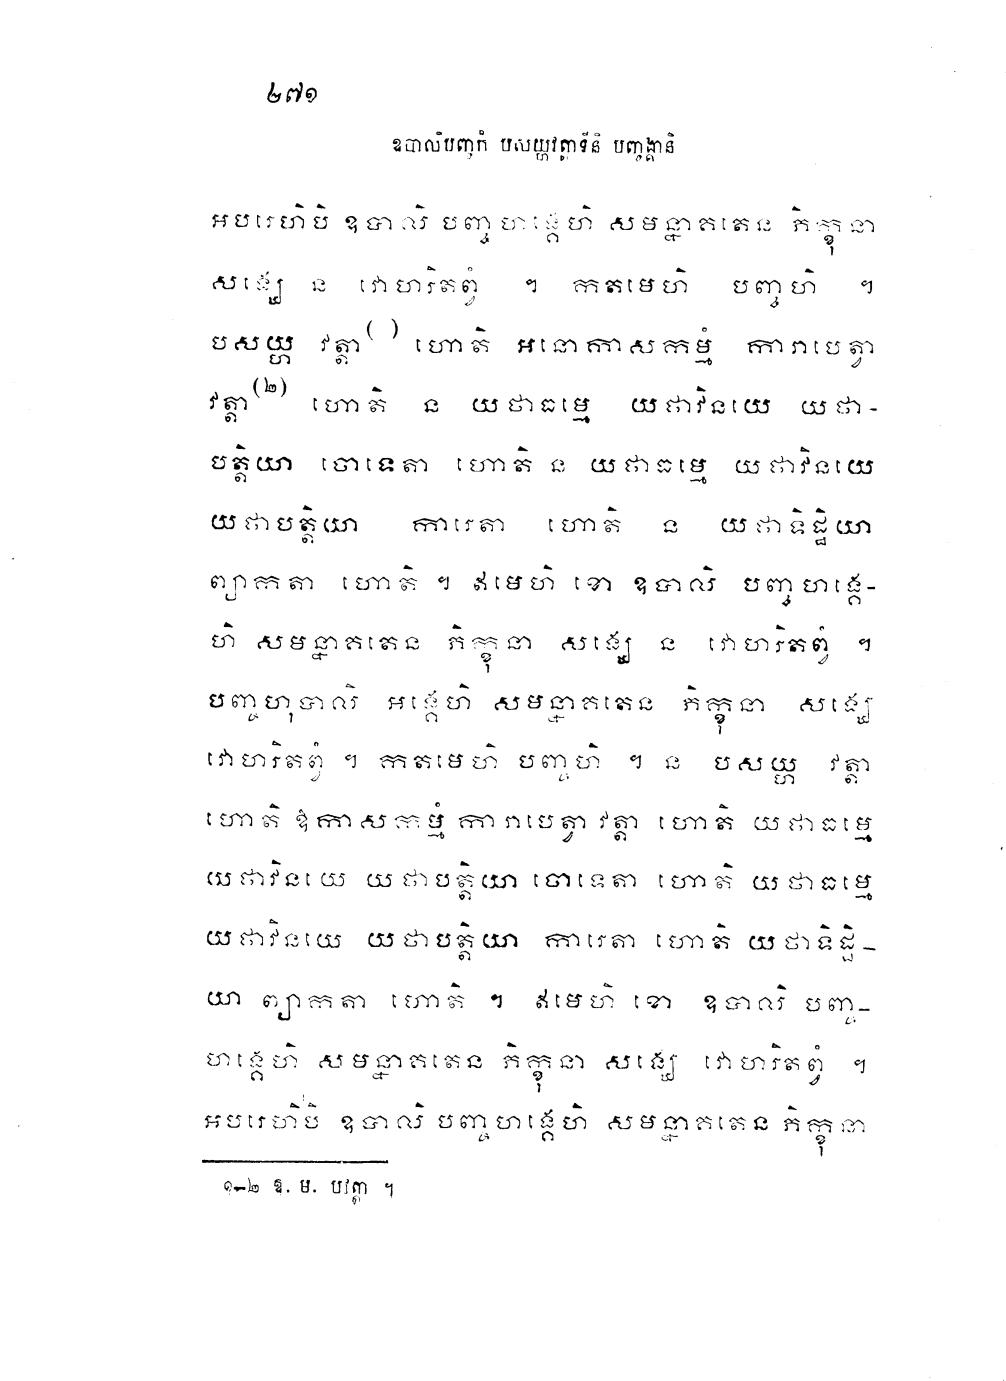 ២៧១
ឧបាលិបញ្ចកំ បសយ្ហវត្តាទីនិ បញ្ចង្គានិ
អបរេហិបិ ឧបាលិ បញ្ចហង្គេហិ សមន្នាគតេន ភិក្ខុនា
សង្ឃេ ន វោហរិតព្វំ ។ កតមេហិ បញ្ចហិ ។
បសយ្ហ វត្តា( ) ហោតិ អនោកាសកម្មំ ការាបេត្វា
វត្តា(២) ហោតិ ន យថាធម្មេ យថាវិនយេ យថា-
បត្តិយា ចោទេតា ហោតិ ន យថាធម្មេ យថាវិនយេ
យថាបត្តិយា ការេតា ហោតិ ន យថាទិដ្ឋិយា
ព្យាកតា ហោតិ ។ ឥមេហិ ខោ ឧបាលិ បញ្ចហង្គេ-
ហិ សមន្នាគតេន ភិក្ខុនា សង្ឃេ ន វោហរិតព្វំ ។
បញ្ចហុបាលិ អង្គេហិ សមន្នាគតេន ភិក្ខុនា សង្ឃេ
វោហរិតព្វំ ។ កតមេហិ បញ្ចហិ ។ ន បសយ្ហ វត្តា
ហោតិ ឱកាសកម្មំ ការាបេត្វា វត្តា ហោតិ យថាធម្មេ
យថាវិនយេ យថាបត្តិយា ចោទេតា ហោតិ យថាធម្មេ
យថាវិនយេ យថាបត្តិយា ការេតា ហោតិ យថាទិដ្ឋិ-
យា ព្យាកតា ហោតិ ។ ឥមេហិ ខោ ឧបាលិ បញ្ច-
ហង្គេហិ សមន្នាគតេន ភិក្ខុនា សង្ឃេ វោហរិតព្វំ ។
អបរេហិបិ ឧបាលិ បញ្ចហង្គេហិ សមន្នាគតេន ភិក្ខុនា
១-២ ឱ. ម. បវត្តា ។